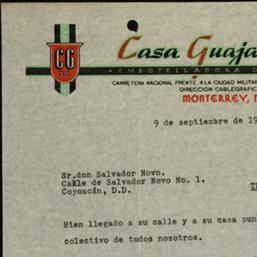 CG
Casa Guaja
EMBOTELLADORA
CARRETERA NACIONAL FRENTE A LA CIUDAD MILITA
DIRECCION CABLEGRAFIC
MONTERREY, N
9 de septiembre de 19
Sr.don Salvador Novo.
Calle de Salvador Novo No. 1.
Coyoacán, D.D.
Bien llegado a su calle y a su casa pun
colectivo de todos nosotros.